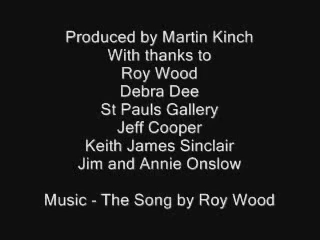 Produced by Martin Kinch
With thanks to
Roy Wood
Debra Dee
St Pauls Gallery
Jeff Cooper
Keith James Sinclair
Jim and Annie Onslow
Music - The Song by Roy Wood